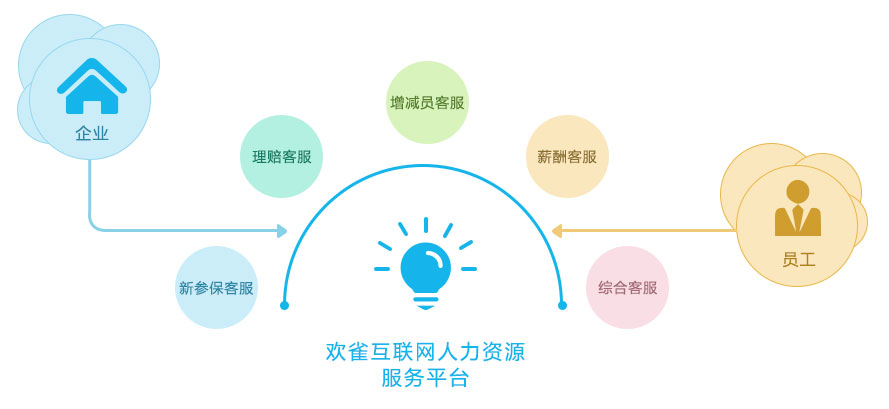 企业
增减员客服
理赔客服
薪酬客服
员工
新参保客服
综合客服
欢雀互联网人力资源
服务平台